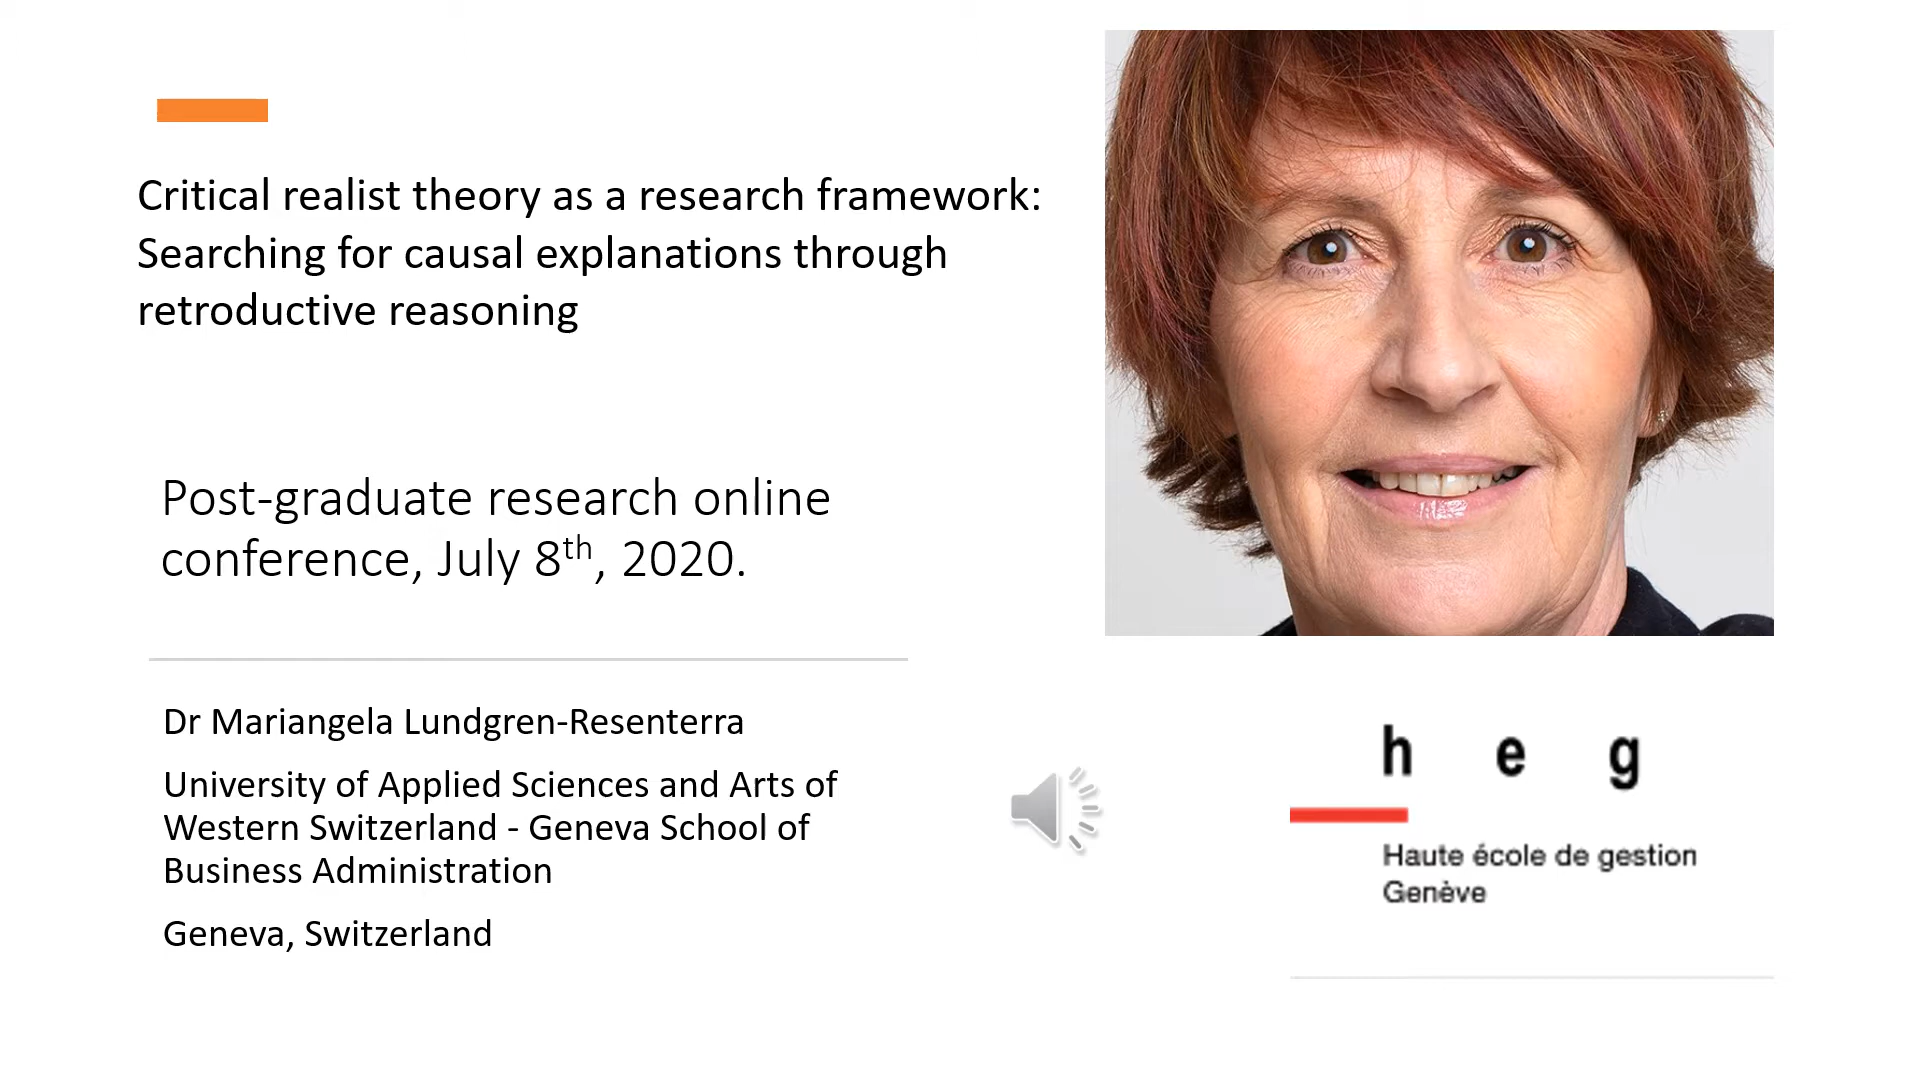 Critical realist theory as a research framework:
Searching for causal explanations through
retroductive reasoning
Post-graduate research online
conference, July 8th, 2020.
Dr Mariangela Lundgren-Resenterra
University of Applied Sciences and Arts of
Western Switzerland - Geneva School of
Business Administration
Geneva, Switzerland
h e g
Haute école de gestion
Genève